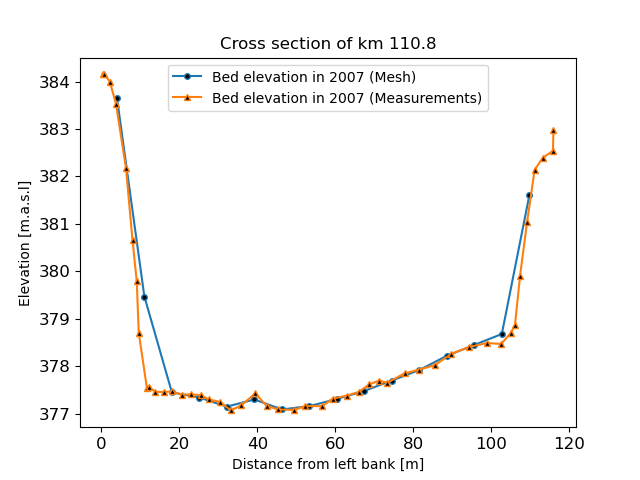 Cross section of km 110.8
Bed elevation in 2007 (Mesh)
Bed elevation in 2007 (Measurements)
Elevation [m.a.s.l]
384
383
382
381
380
379
378
377
0 20 40 60 80 100 120
Distance from left bank [m]